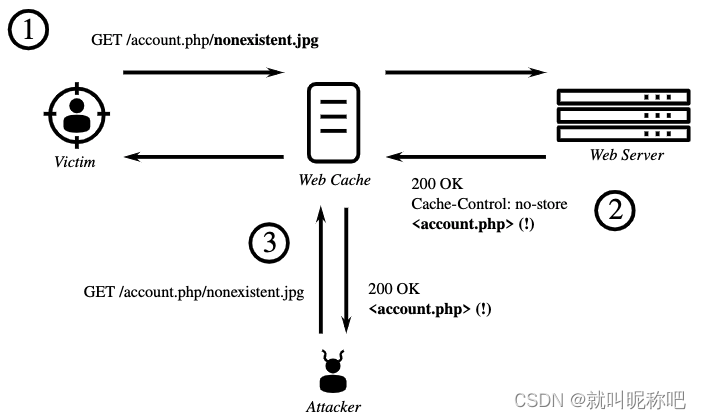 1
GET /account.php/nonexistent.jpg
Victim
Web Cache
Web Server
200 OK
Cache-Control: no-store
<account.php> (!)
2
3
GET /account.php/nonexistent.jpg
200 OK
<account.php> (!)
Attacker
CSDN @就叫昵称吧